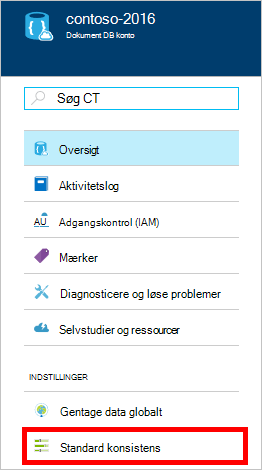 contoso-2016
Dokument DB konto
Søg CT
Oversigt
Aktivitetslog
AU Adgangskontrol (IAM)
Mærker
Diagnosticere og løse problemer
Selvstudier og ressourcer
INDSTILLINGER
Gentage data globalt
Standard konsistens